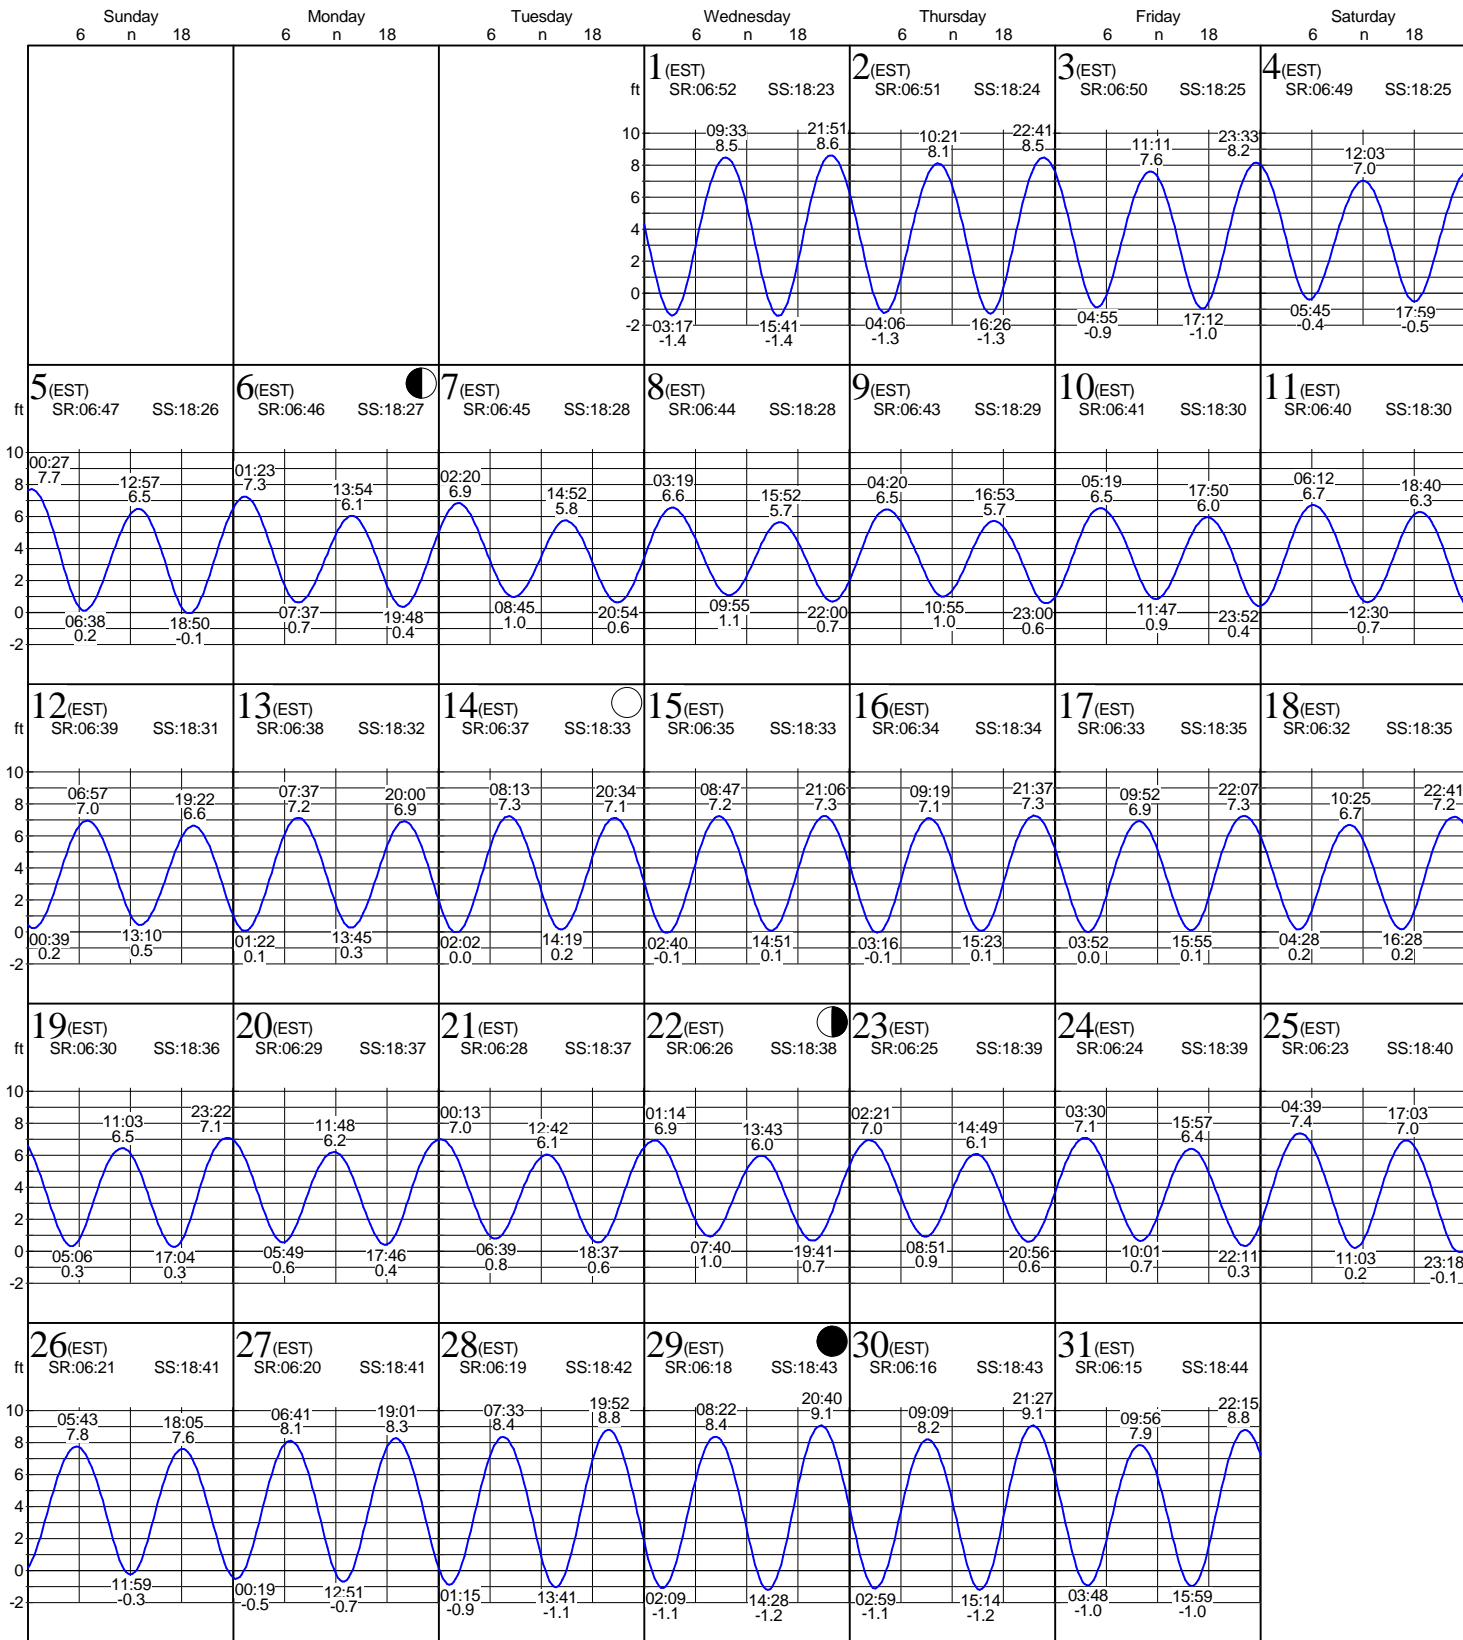 Sunday Monday Tuesday Wednesday Thursday Friday Saturday
6 n 18 6 n 18 6 n 18 6 n 18 6 n 18 6 n 18 6 n 18
1(EST) 2(EST) 3(EST) 4(EST)
ft SR:06:52 SS:18:23 SR:06:51 SS:18:24 SR:06:50 SS:18:25 SR:06:49 SS:18:25
10
8
6
4
2
0
-2
09:33 21:51 10:21 22:41 11:11 23:33 12:03
8.5 8.6 8.1 8.5 7.6 8.2 7.0
03:17 15:41 04:06 16:26 04:55 17:12 05:45 17:59
-1.4 -1.4 -1.3 -1.3 -0.9 -1.0 -0.4 -0.5
5(EST) 6(EST) 7(EST) 8(EST) 9(EST) 10(EST) 11(EST)
ft SR:06:47 SS:18:26 SR:06:46 SS:18:27 SR:06:45 SS:18:28 SR:06:44 SS:18:28 SR:06:43 SS:18:29 SR:06:41 SS:18:30 SR:06:40 SS:18:30
10
8
6
4
2
0
-2
00:27 12:57 01:23 13:54 02:20 14:52 03:19 15:52 04:20 16:53 05:19 17:50 06:12 18:40
7.7 6.5 7.3 6.1 6.9 5.8 6.6 5.7 6.5 5.7 6.5 6.0 6.7 6.3
06:38 18:50 07:37 19:48 08:45 20:54 09:55 22:00 10:55 23:00 11:47 23:52 12:30
0.2 -0.1 0.7 0.4 1.0 0.6 1.1 0.7 1.0 0.6 0.9 0.4 0.7
12(EST) 13(EST) 14(EST) 15(EST) 16(EST) 17(EST) 18(EST)
ft SR:06:39 SS:18:31 SR:06:38 SS:18:32 SR:06:37 SS:18:33 SR:06:35 SS:18:33 SR:06:34 SS:18:34 SR:06:33 SS:18:35 SR:06:32 SS:18:35
10
8
6
4
2
0
-2
06:57 19:22 07:37 20:00 08:13 20:34 08:47 21:06 09:19 21:37 09:52 22:07 10:25 22:41
7.0 6.6 7.2 6.9 7.3 7.1 7.2 7.3 7.1 7.3 6.9 7.3 6.7 7.2
00:39 13:10 01:22 13:45 02:02 14:19 02:40 14:51 03:16 15:23 03:52 15:55 04:28 16:28
0.2 0.5 0.1 0.3 0.0 0.2 -0.1 0.1 -0.1 0.1 0.0 0.1 0.2 0.2
19(EST) 20(EST) 21(EST) 22(EST) 23(EST) 24(EST) 25(EST)
ft SR:06:30 SS:18:36 SR:06:29 SS:18:37 SR:06:28 SS:18:37 SR:06:26 SS:18:38 SR:06:25 SS:18:39 SR:06:24 SS:18:39 SR:06:23 SS:18:40
10
8
6
4
2
0
-2
11:03 23:22 11:48 00:13 12:42 01:14 13:43 02:21 14:49 03:30 15:57 04:39 17:03
6.5 7.1 6.2 7.0 6.1 6.9 6.0 7.0 6.1 7.1 6.4 7.4 7.0
05:06 17:04 05:49 17:46 06:39 18:37 07:40 19:41 08:51 20:56 10:01 22:11 11:03 23:18
0.3 0.3 0.6 0.4 0.8 0.6 1.0 0.7 0.9 0.6 0.7 0.3 0.2 -0.1
26(EST) 27(EST) 28(EST) 29(EST) 30(EST) 31(EST)
ft SR:06:21 SS:18:41 SR:06:20 SS:18:41 SR:06:19 SS:18:42 SR:06:18 SS:18:43 SR:06:16 SS:18:43 SR:06:15 SS:18:44
10
8
6
4
2
0
-2
05:43 18:05 06:41 19:01 07:33 19:52 08:22 20:40 09:09 21:27 09:56 22:15
7.8 7.6 8.1 8.3 8.4 8.8 8.4 9.1 8.2 9.1 7.9 8.8
11:59 00:19 12:51 01:15 13:41 02:09 14:28 02:59 15:14 03:48 15:59
-0.3 -0.5 -0.7 -0.9 -1.1 -1.1 -1.2 -1.1 -1.2 -1.0 -1.0